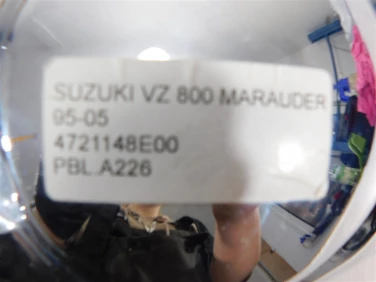 SUZUKI VZ 800 MARAUDER
95-05
4721148E00
PBL.A226